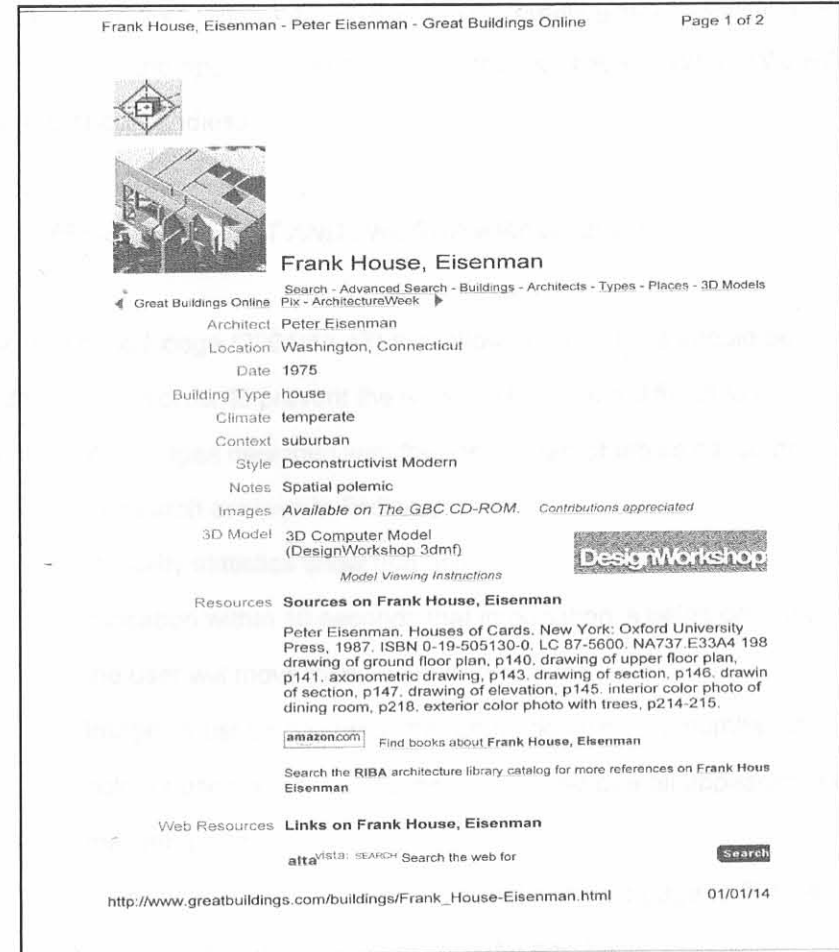 Frank House, Eisenman - Peter Eisenman - Great Buildings Online Page 1 of 2
Frank House, Eisenman
Search - Advanced Search - Buildings - Architects - Types - Places - 3D Models
Great Buildings Online Pix - ArchitectureWeek
Architect Peter Eisenman
Location Washington, Connecticut
Date 1975
Building Type house
Climate temperate
Context suburban
Style Deconstructivist Modern
Notes Spatial polemic
Images Available on The GBC CD-ROM. Contributions appreciated
3D Model 3D Computer Model
(DesignWorkshop 3dmf)
DesignWorkshop
Model Viewing Instructions
Resources Sources on Frank House, Eisenman
Peter Eisenman. Houses of Cards. New York: Oxford University
Press, 1987. ISBN 0-19-505130-0. LC 87-5600. NA737.E33A4 198
drawing of ground floor plan, p140. drawing of upper floor plan,
p141. axonometric drawing, p143. drawing of section, p146. drawin
of section, p147. drawing of elevation, p145. interior color photo of
dining room, p218. exterior color photo with trees, p214-215.
amazon.com Find books about Frank House, Eisenman
Search the RIBA architecture library catalog for more references on Frank Hous
Eisenman
Web Resources Links on Frank House, Eisenman
altavista: SEARCH Search the web for Search
http://www.greatbuildings.com/buildings/Frank_House-Eisenman.html 01/01/14